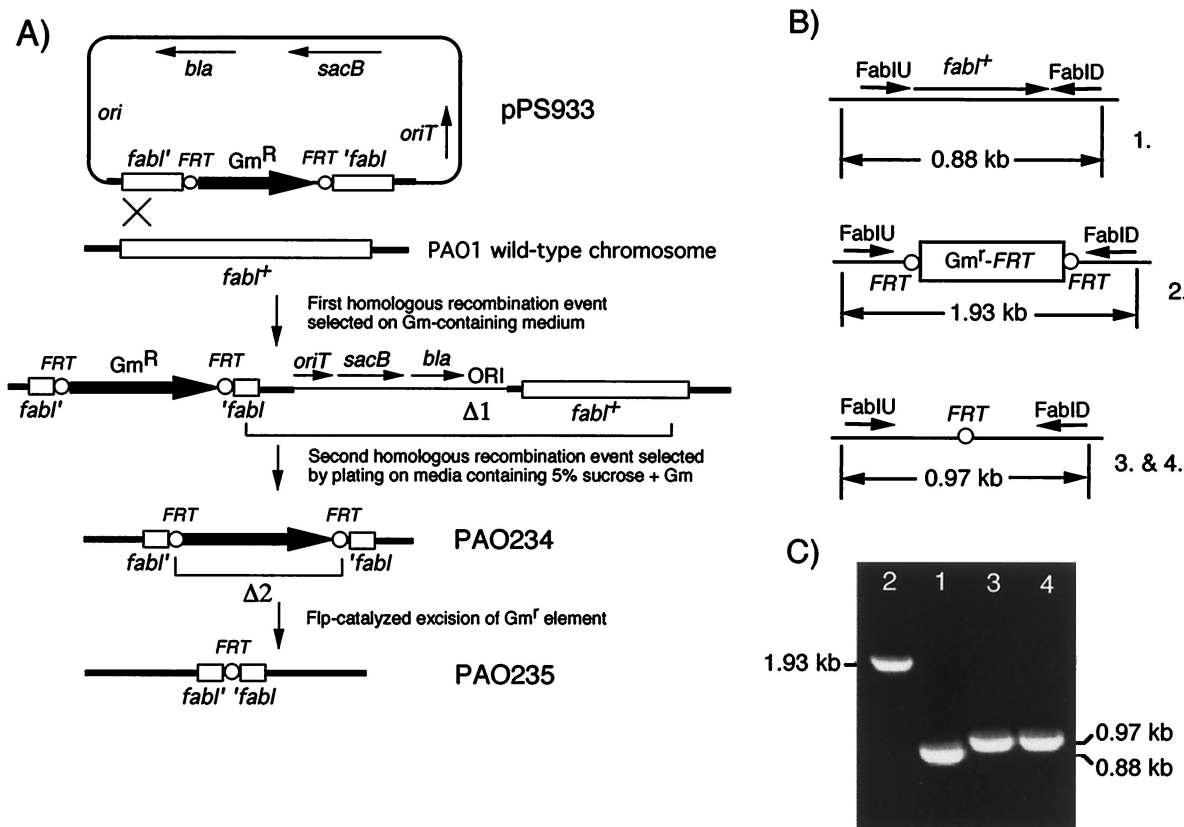 A)
bla
sacB
ori
oriT
pPS933
fabI' FRT GmR FRT 'fabI
PAO1 wild-type chromosome
fabI+
First homologous recombination event
selected on Gm-containing medium
FRT GmR FRT oriT sacB bla ORI
fabI' 'fabI Δ1 fabI+
Second homologous recombination event selected
by plating on media containing 5% sucrose + Gm
FRT FRT
PAO234
fabI' 'fabI
Δ2
Flp-catalyzed excision of Gmr element
FRT
PAO235
fabI' 'fabI
B)
FabIU fabI+ FabID
0.88 kb
1.
FabIU FabID
Gmr-FRT
FRT FRT
1.93 kb
2.
FabIU FRT FabID
0.97 kb
3. & 4.
C)
2 1 3 4
1.93 kb
0.97 kb
0.88 kb